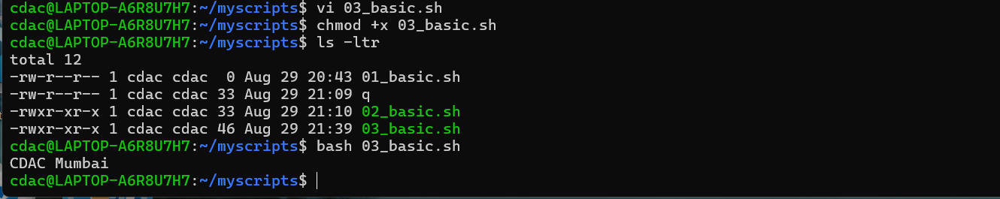 cdac@LAPTOP-A6R8U7H7:~/myscripts$ vi 03_basic.sh
cdac@LAPTOP-A6R8U7H7:~/myscripts$ chmod +x 03_basic.sh
cdac@LAPTOP-A6R8U7H7:~/myscripts$ ls -ltr
total 12
-rw-r--r-- 1 cdac cdac  0 Aug 29 20:43 01_basic.sh
-rw-r--r-- 1 cdac cdac 33 Aug 29 21:09 q
-rwxr-xr-x 1 cdac cdac 33 Aug 29 21:10 02_basic.sh
-rwxr-xr-x 1 cdac cdac 46 Aug 29 21:39 03_basic.sh
cdac@LAPTOP-A6R8U7H7:~/myscripts$ bash 03_basic.sh
CDAC Mumbai
cdac@LAPTOP-A6R8U7H7:~/myscripts$